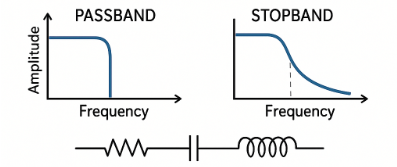 PASSBAND
Amplitude
Frequency
STOPBAND
Frequency